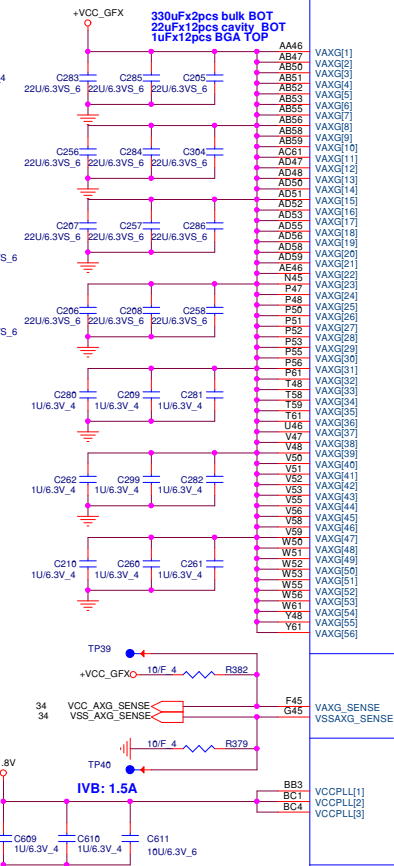 +VCC_GFX
330uFx2pcs bulk BOT
22uFx12pcs cavity BOT
1uFx12pcs BGA TOP
C283 C285 C205
22U/6.3VS_6 22U/6.3VS_6 22U/6.3VS_6
C256 C284 C304
22U/6.3VS_6 22U/6.3VS_6 22U/6.3VS_6
C207 C257 C286
22U/6.3VS_6 22U/6.3VS_6 22U/6.3VS_6
S_6
C206 C208 C258
22U/6.3VS_6 22U/6.3VS_6 22U/6.3VS_6
S_6
C280 C209 C281
1U/6.3V_4 1U/6.3V_4 1U/6.3V_4
C262 C299 C282
1U/6.3V_4 1U/6.3V_4 1U/6.3V_4
C210 C260 C261
1U/6.3V_4 1U/6.3V_4 1U/6.3V_4
AA46 VAXG[1]
AB47 VAXG[2]
AB50 VAXG[3]
AB51 VAXG[4]
AB52 VAXG[5]
AB53 VAXG[6]
AB55 VAXG[7]
AB56 VAXG[8]
AB58 VAXG[9]
AB59 VAXG[10]
AC61 VAXG[11]
AD47 VAXG[12]
AD48 VAXG[13]
AD50 VAXG[14]
AD51 VAXG[15]
AD52 VAXG[16]
AD53 VAXG[17]
AD55 VAXG[18]
AD56 VAXG[19]
AD58 VAXG[20]
AD59 VAXG[21]
AE46 VAXG[22]
N45 VAXG[23]
P47 VAXG[24]
P48 VAXG[25]
P50 VAXG[26]
P51 VAXG[27]
P52 VAXG[28]
P53 VAXG[29]
P55 VAXG[30]
P56 VAXG[31]
P61 VAXG[32]
T48 VAXG[33]
T58 VAXG[34]
T59 VAXG[35]
T61 VAXG[36]
U46 VAXG[37]
V47 VAXG[38]
V48 VAXG[39]
V50 VAXG[40]
V51 VAXG[41]
V52 VAXG[42]
V53 VAXG[43]
V55 VAXG[44]
V56 VAXG[45]
V58 VAXG[46]
V59 VAXG[47]
W50 VAXG[48]
W51 VAXG[49]
W52 VAXG[50]
W53 VAXG[51]
W55 VAXG[52]
W56 VAXG[53]
W61 VAXG[54]
Y48 VAXG[55]
Y61 VAXG[56]
TP39
+VCC_GFX 10/F_4 R382
34 VCC_AXG_SENSE F45 VAXG_SENSE
34 VSS_AXG_SENSE G45 VSSAXG_SENSE
10/F_4 R379
TP40
.8V
IVB: 1.5A
BB3 VCCPLL[1]
BC1 VCCPLL[2]
BC4 VCCPLL[3]
C609 C610 C611
1U/6.3V_4 1U/6.3V_4 10U/6.3V_6